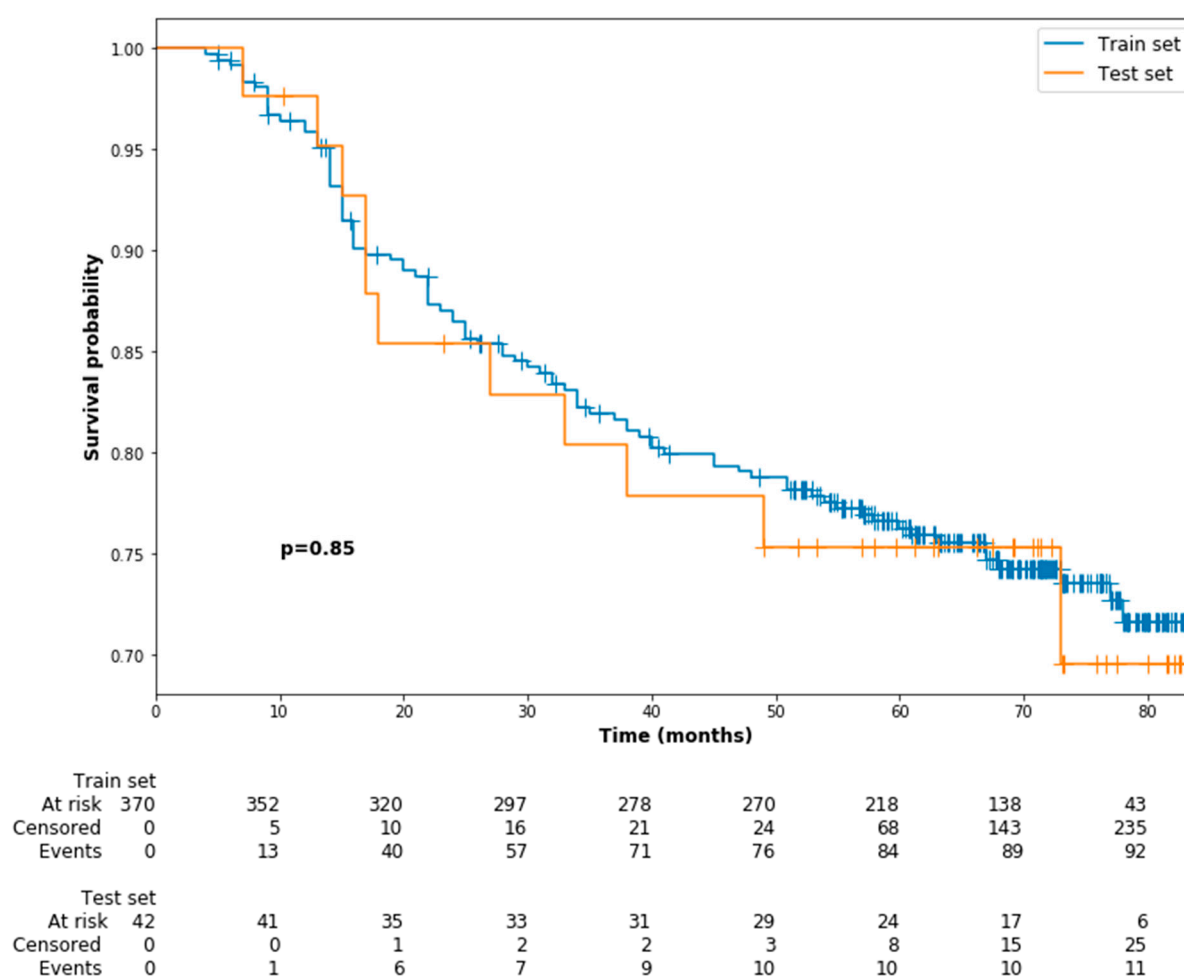 1.00
0.95
0.90
0.85
0.80
0.75
0.70
Survival probability
Train set
Test set
p=0.85
0 10 20 30 40 50 60 70 80
Time (months)
Train set
At risk 370 352 320 297 278 270 218 138 43
Censored 0 5 10 16 21 24 68 143 235
Events 0 13 40 57 71 76 84 89 92
Test set
At risk 42 41 35 33 31 29 24 17 6
Censored 0 0 1 2 2 3 8 15 25
Events 0 1 6 7 9 10 10 10 11